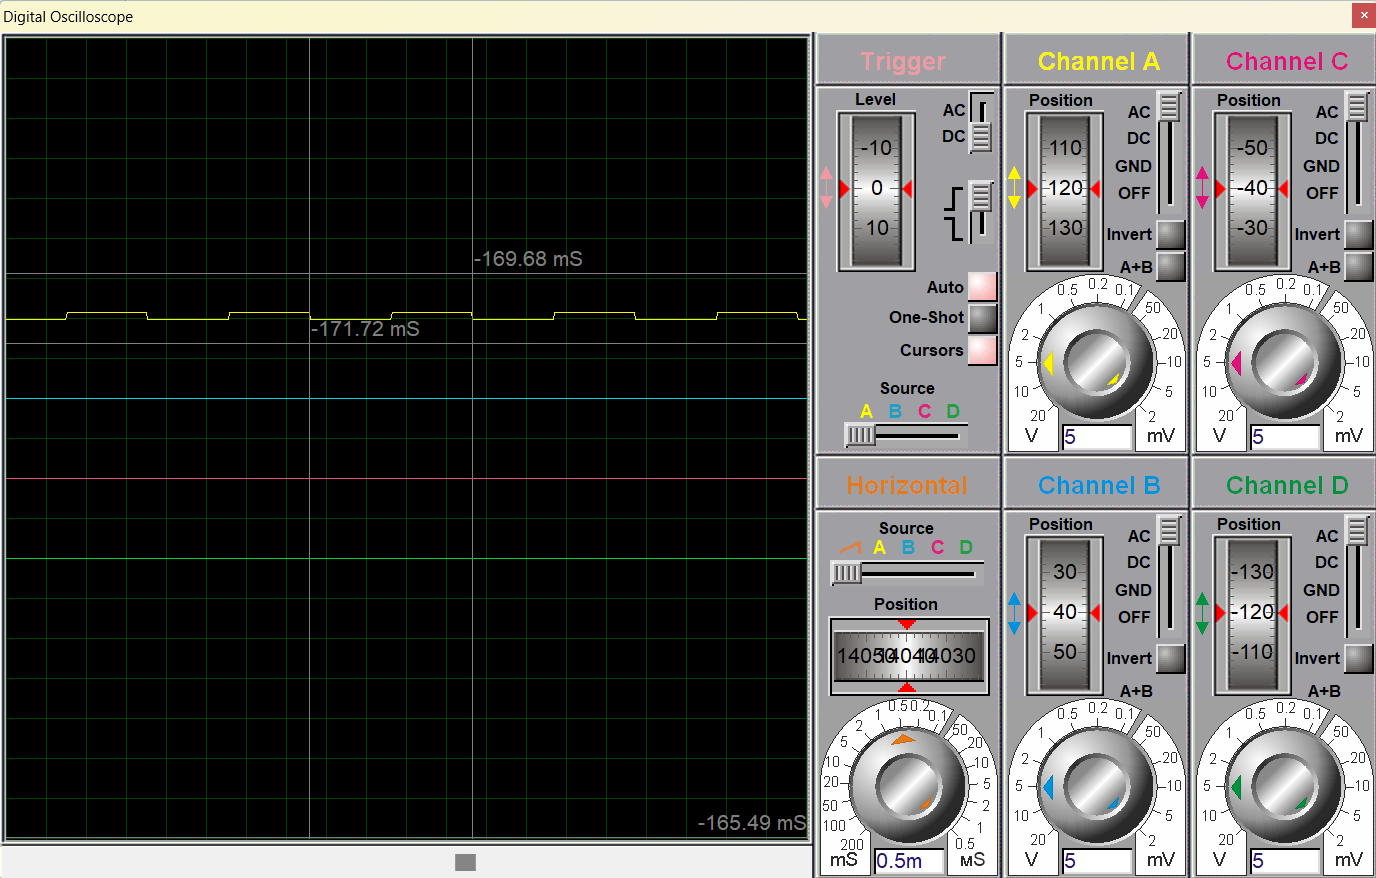 Digital Oscilloscope
-169.68 mS
-171.72 mS
-165.49 mS
Trigger
Level
-10
0
10
AC
DC
Auto
One-Shot
Cursors
Source
A B C D
Channel A
Position
110
120
130
AC
DC
GND
OFF
Invert
A+B
20 10 5 2 1 0.5 0.2 0.1 50 20 10 5 2
V
5
mV
Channel C
Position
-50
-40
-30
AC
DC
GND
OFF
Invert
A+B
20 10 5 2 1 0.5 0.2 0.1 50 20 10 5 2
V
5
mV
Horizontal
Source
A B C D
Position
14050 14040 14030
200 100 50 20 10 5 2 1 0.5 0.2 0.1 50 20 10 5 2 1 0.5
mS
0.5m
мS
Channel B
Position
30
40
50
AC
DC
GND
OFF
Invert
A+B
20 10 5 2 1 0.5 0.2 0.1 50 20 10 5 2
V
5
mV
Channel D
Position
-130
-120
-110
AC
DC
GND
OFF
Invert
A+B
20 10 5 2 1 0.5 0.2 0.1 50 20 10 5 2
V
5
mV